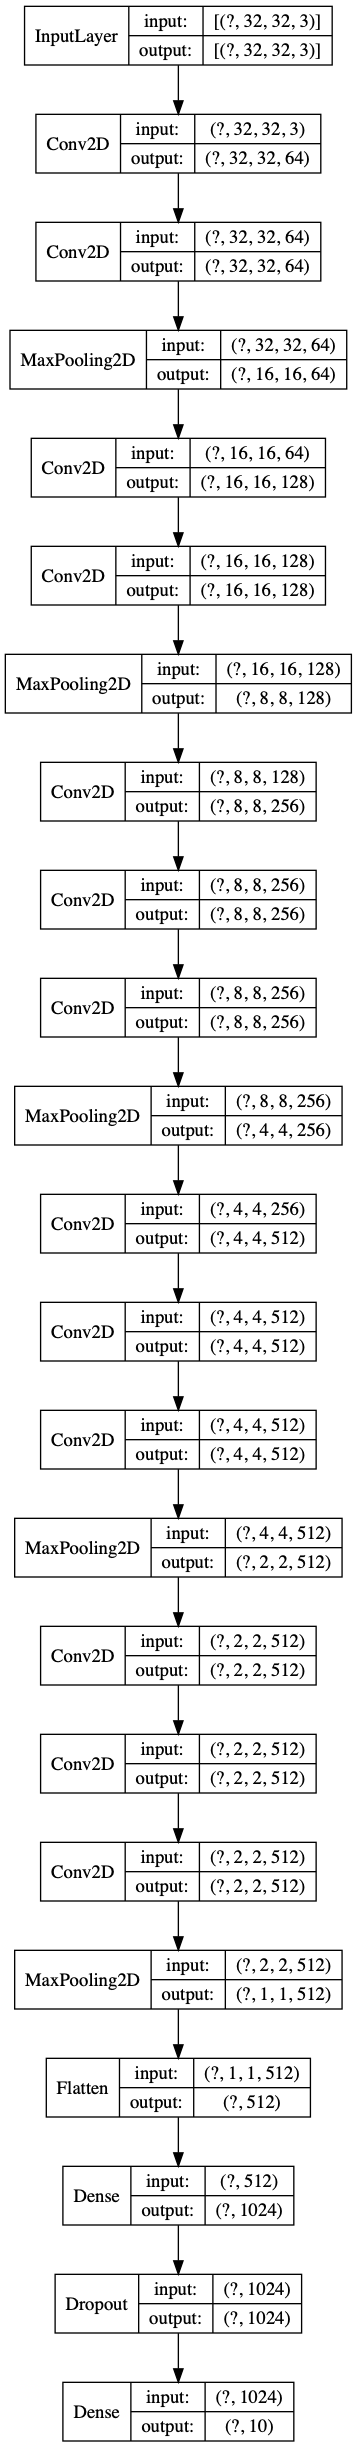 InputLayer input: [(?, 32, 32, 3)]
output: [(?, 32, 32, 3)]
Conv2D input: (?, 32, 32, 3)
output: (?, 32, 32, 64)
Conv2D input: (?, 32, 32, 64)
output: (?, 32, 32, 64)
MaxPooling2D input: (?, 32, 32, 64)
output: (?, 16, 16, 64)
Conv2D input: (?, 16, 16, 64)
output: (?, 16, 16, 128)
Conv2D input: (?, 16, 16, 128)
output: (?, 16, 16, 128)
MaxPooling2D input: (?, 16, 16, 128)
output: (?, 8, 8, 128)
Conv2D input: (?, 8, 8, 128)
output: (?, 8, 8, 256)
Conv2D input: (?, 8, 8, 256)
output: (?, 8, 8, 256)
Conv2D input: (?, 8, 8, 256)
output: (?, 8, 8, 256)
MaxPooling2D input: (?, 8, 8, 256)
output: (?, 4, 4, 256)
Conv2D input: (?, 4, 4, 256)
output: (?, 4, 4, 512)
Conv2D input: (?, 4, 4, 512)
output: (?, 4, 4, 512)
Conv2D input: (?, 4, 4, 512)
output: (?, 4, 4, 512)
MaxPooling2D input: (?, 4, 4, 512)
output: (?, 2, 2, 512)
Conv2D input: (?, 2, 2, 512)
output: (?, 2, 2, 512)
Conv2D input: (?, 2, 2, 512)
output: (?, 2, 2, 512)
Conv2D input: (?, 2, 2, 512)
output: (?, 2, 2, 512)
MaxPooling2D input: (?, 2, 2, 512)
output: (?, 1, 1, 512)
Flatten input: (?, 1, 1, 512)
output: (?, 512)
Dense input: (?, 512)
output: (?, 1024)
Dropout input: (?, 1024)
output: (?, 1024)
Dense input: (?, 1024)
output: (?, 10)